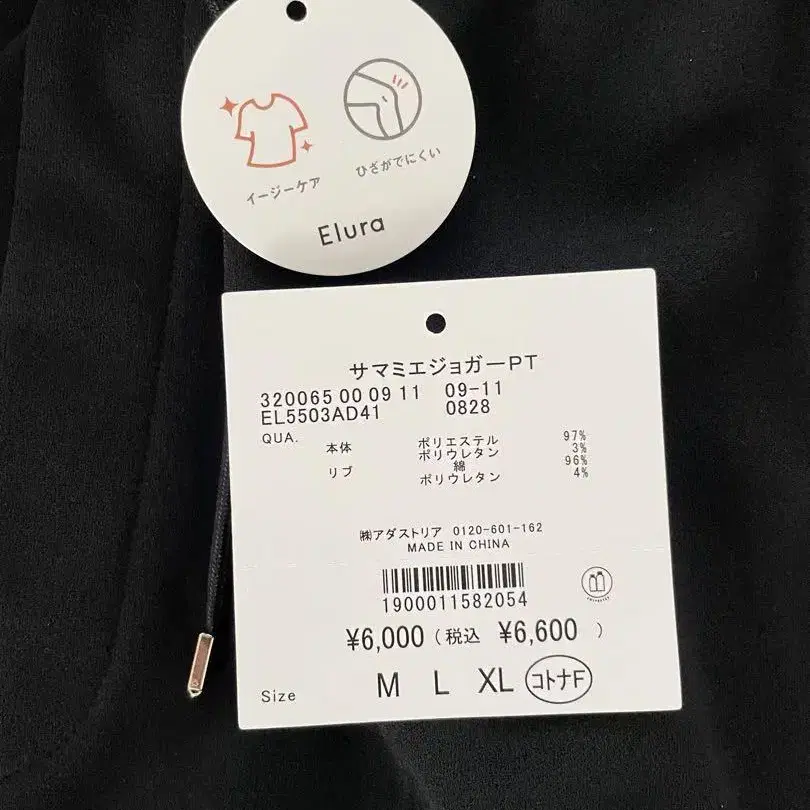 イージーケア
ひざがでにくい
Elura
サマミエジョガーPT
320065 00 09 11 09-11
EL5503AD41 0828
QUA. 本体 ポリエステル 97%
ポリウレタン 3%
リブ 綿 96%
ポリウレタン 4%
㈱アダストリア 0120-601-162
MADE IN CHINA
1900011582054
¥6,000 (税込 ¥6,600 )
Size M L XL コトナF